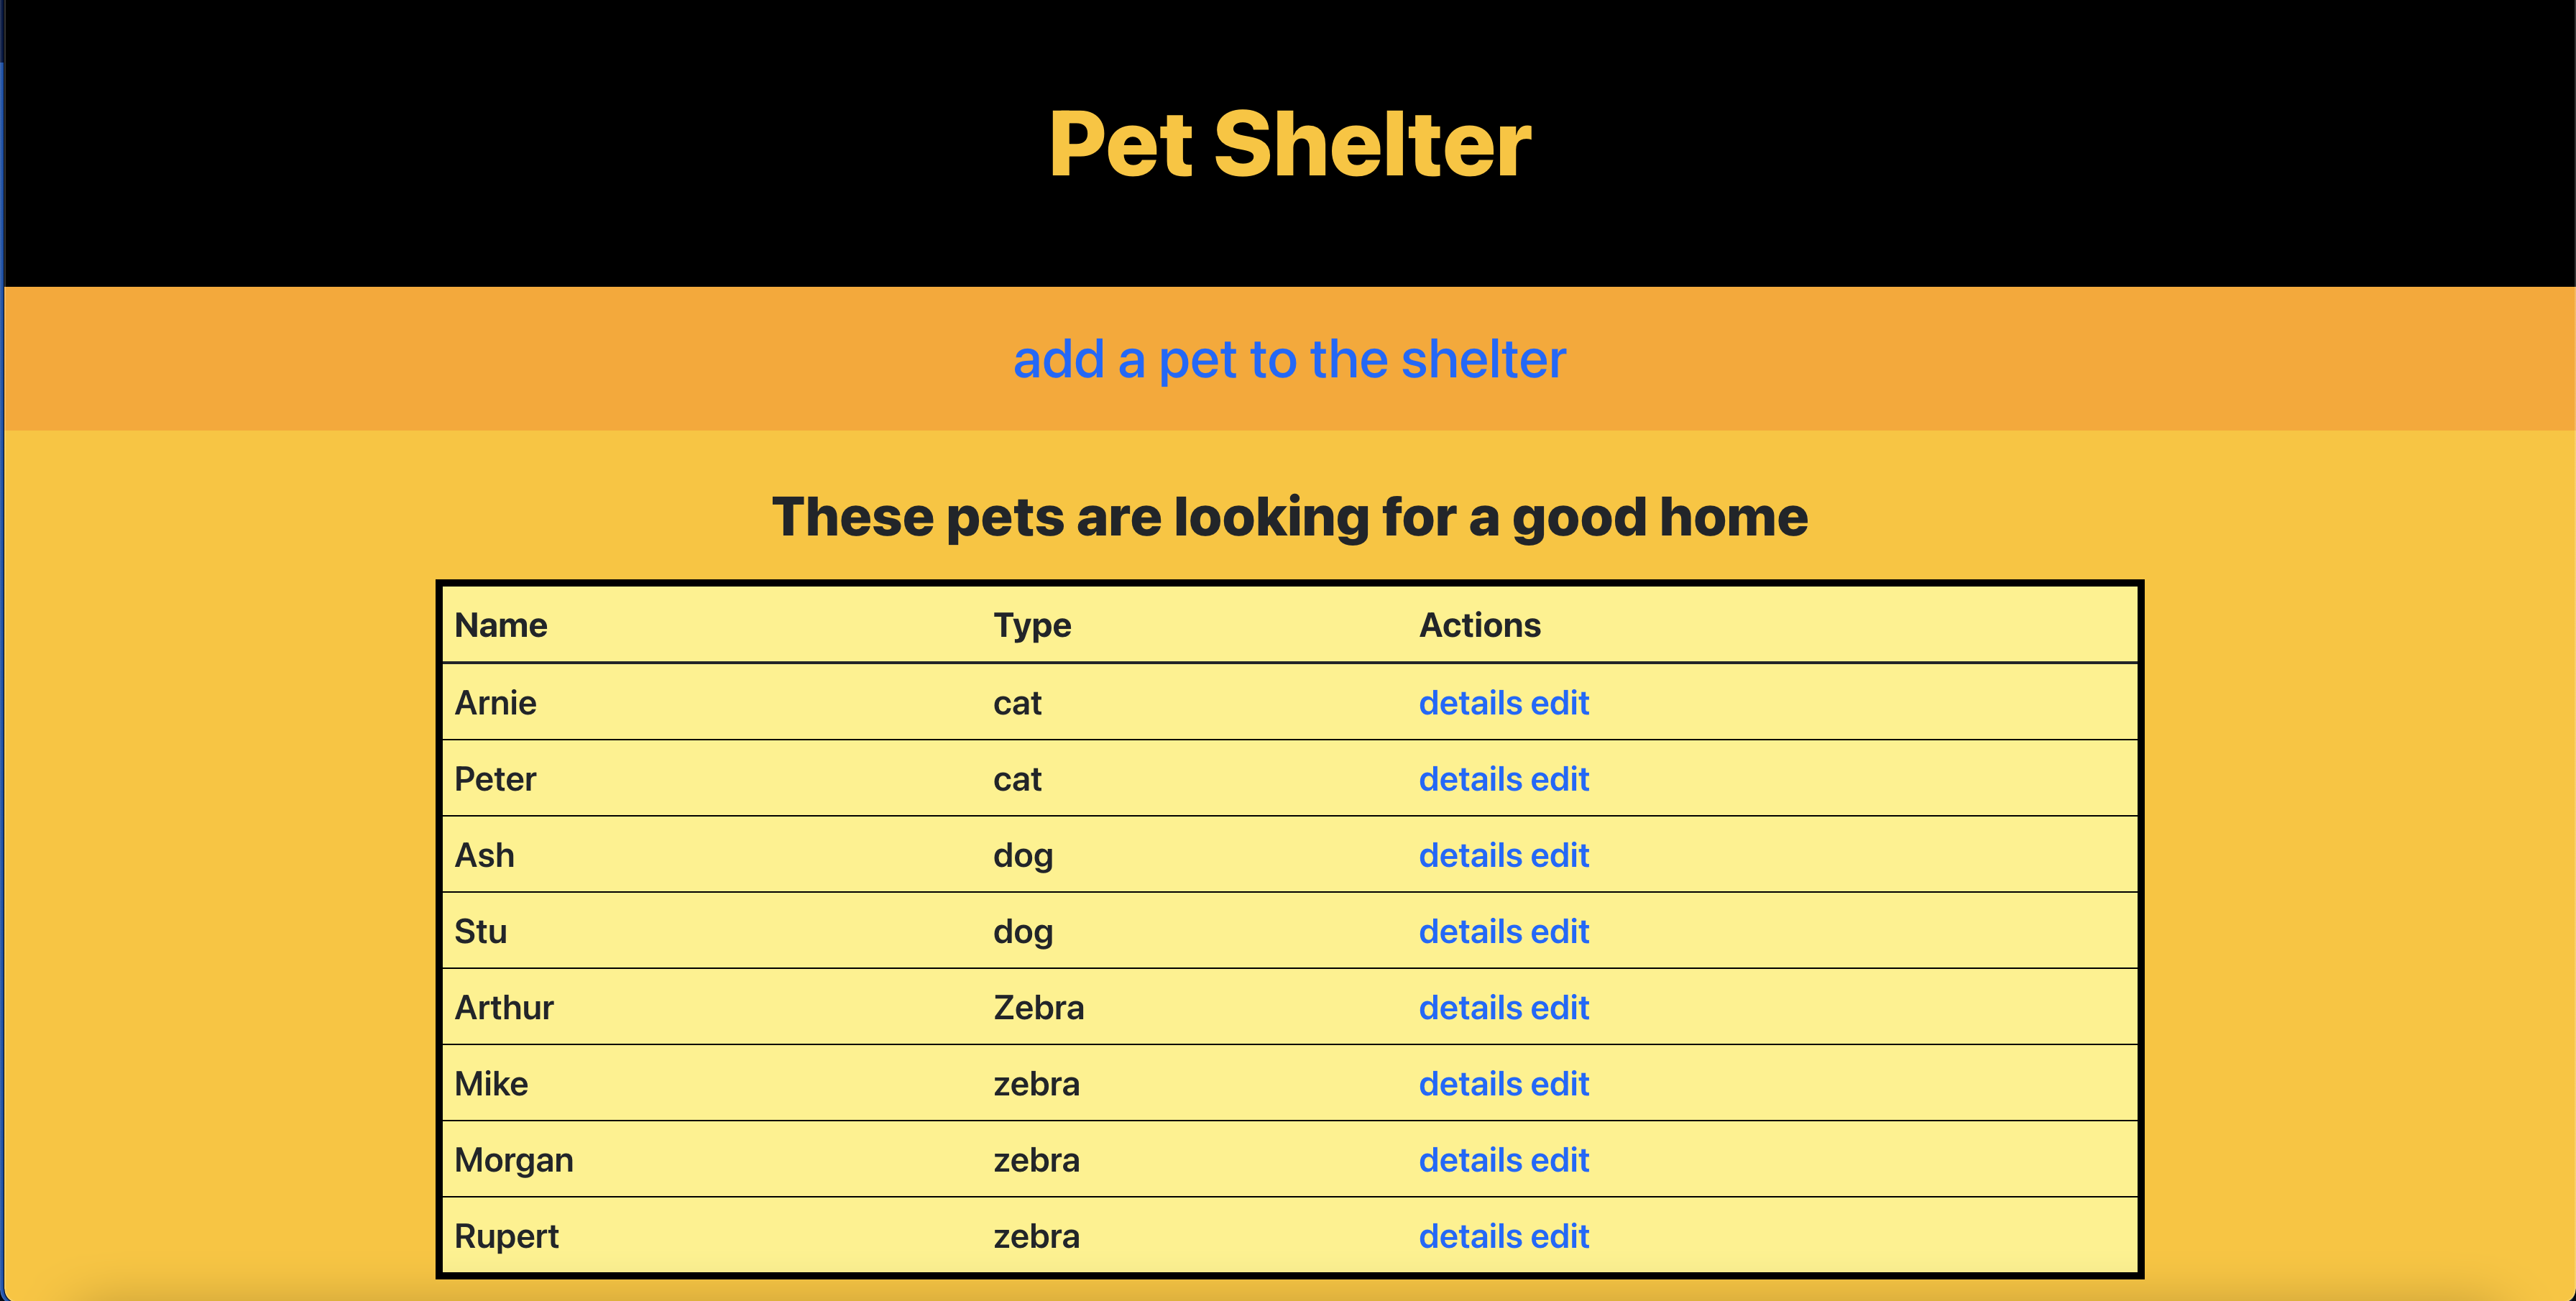 Pet Shelter
add a pet to the shelter
These pets are looking for a good home
Name Type Actions
Arnie cat details edit
Peter cat details edit
Ash dog details edit
Stu dog details edit
Arthur Zebra details edit
Mike zebra details edit
Morgan zebra details edit
Rupert zebra details edit